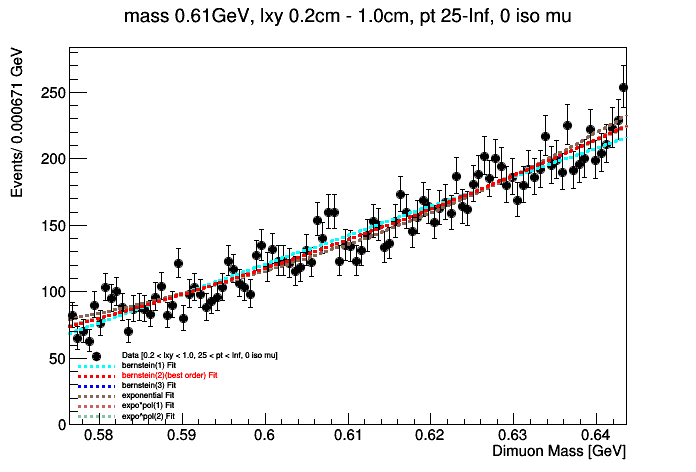 mass 0.61GeV, lxy 0.2cm - 1.0cm, pt 25-Inf, 0 iso mu
Events/ 0.000671 GeV
250
200
150
100
50
0
Data [0.2 < lxy < 1.0, 25 < pt < Inf, 0 iso mu]
bernstein(1) Fit
bernstein(2)(best order) Fit
bernstein(3) Fit
exponential Fit
expo*pol(1) Fit
expo*pol(2) Fit
0.58 0.59 0.6 0.61 0.62 0.63 0.64
Dimuon Mass [GeV]